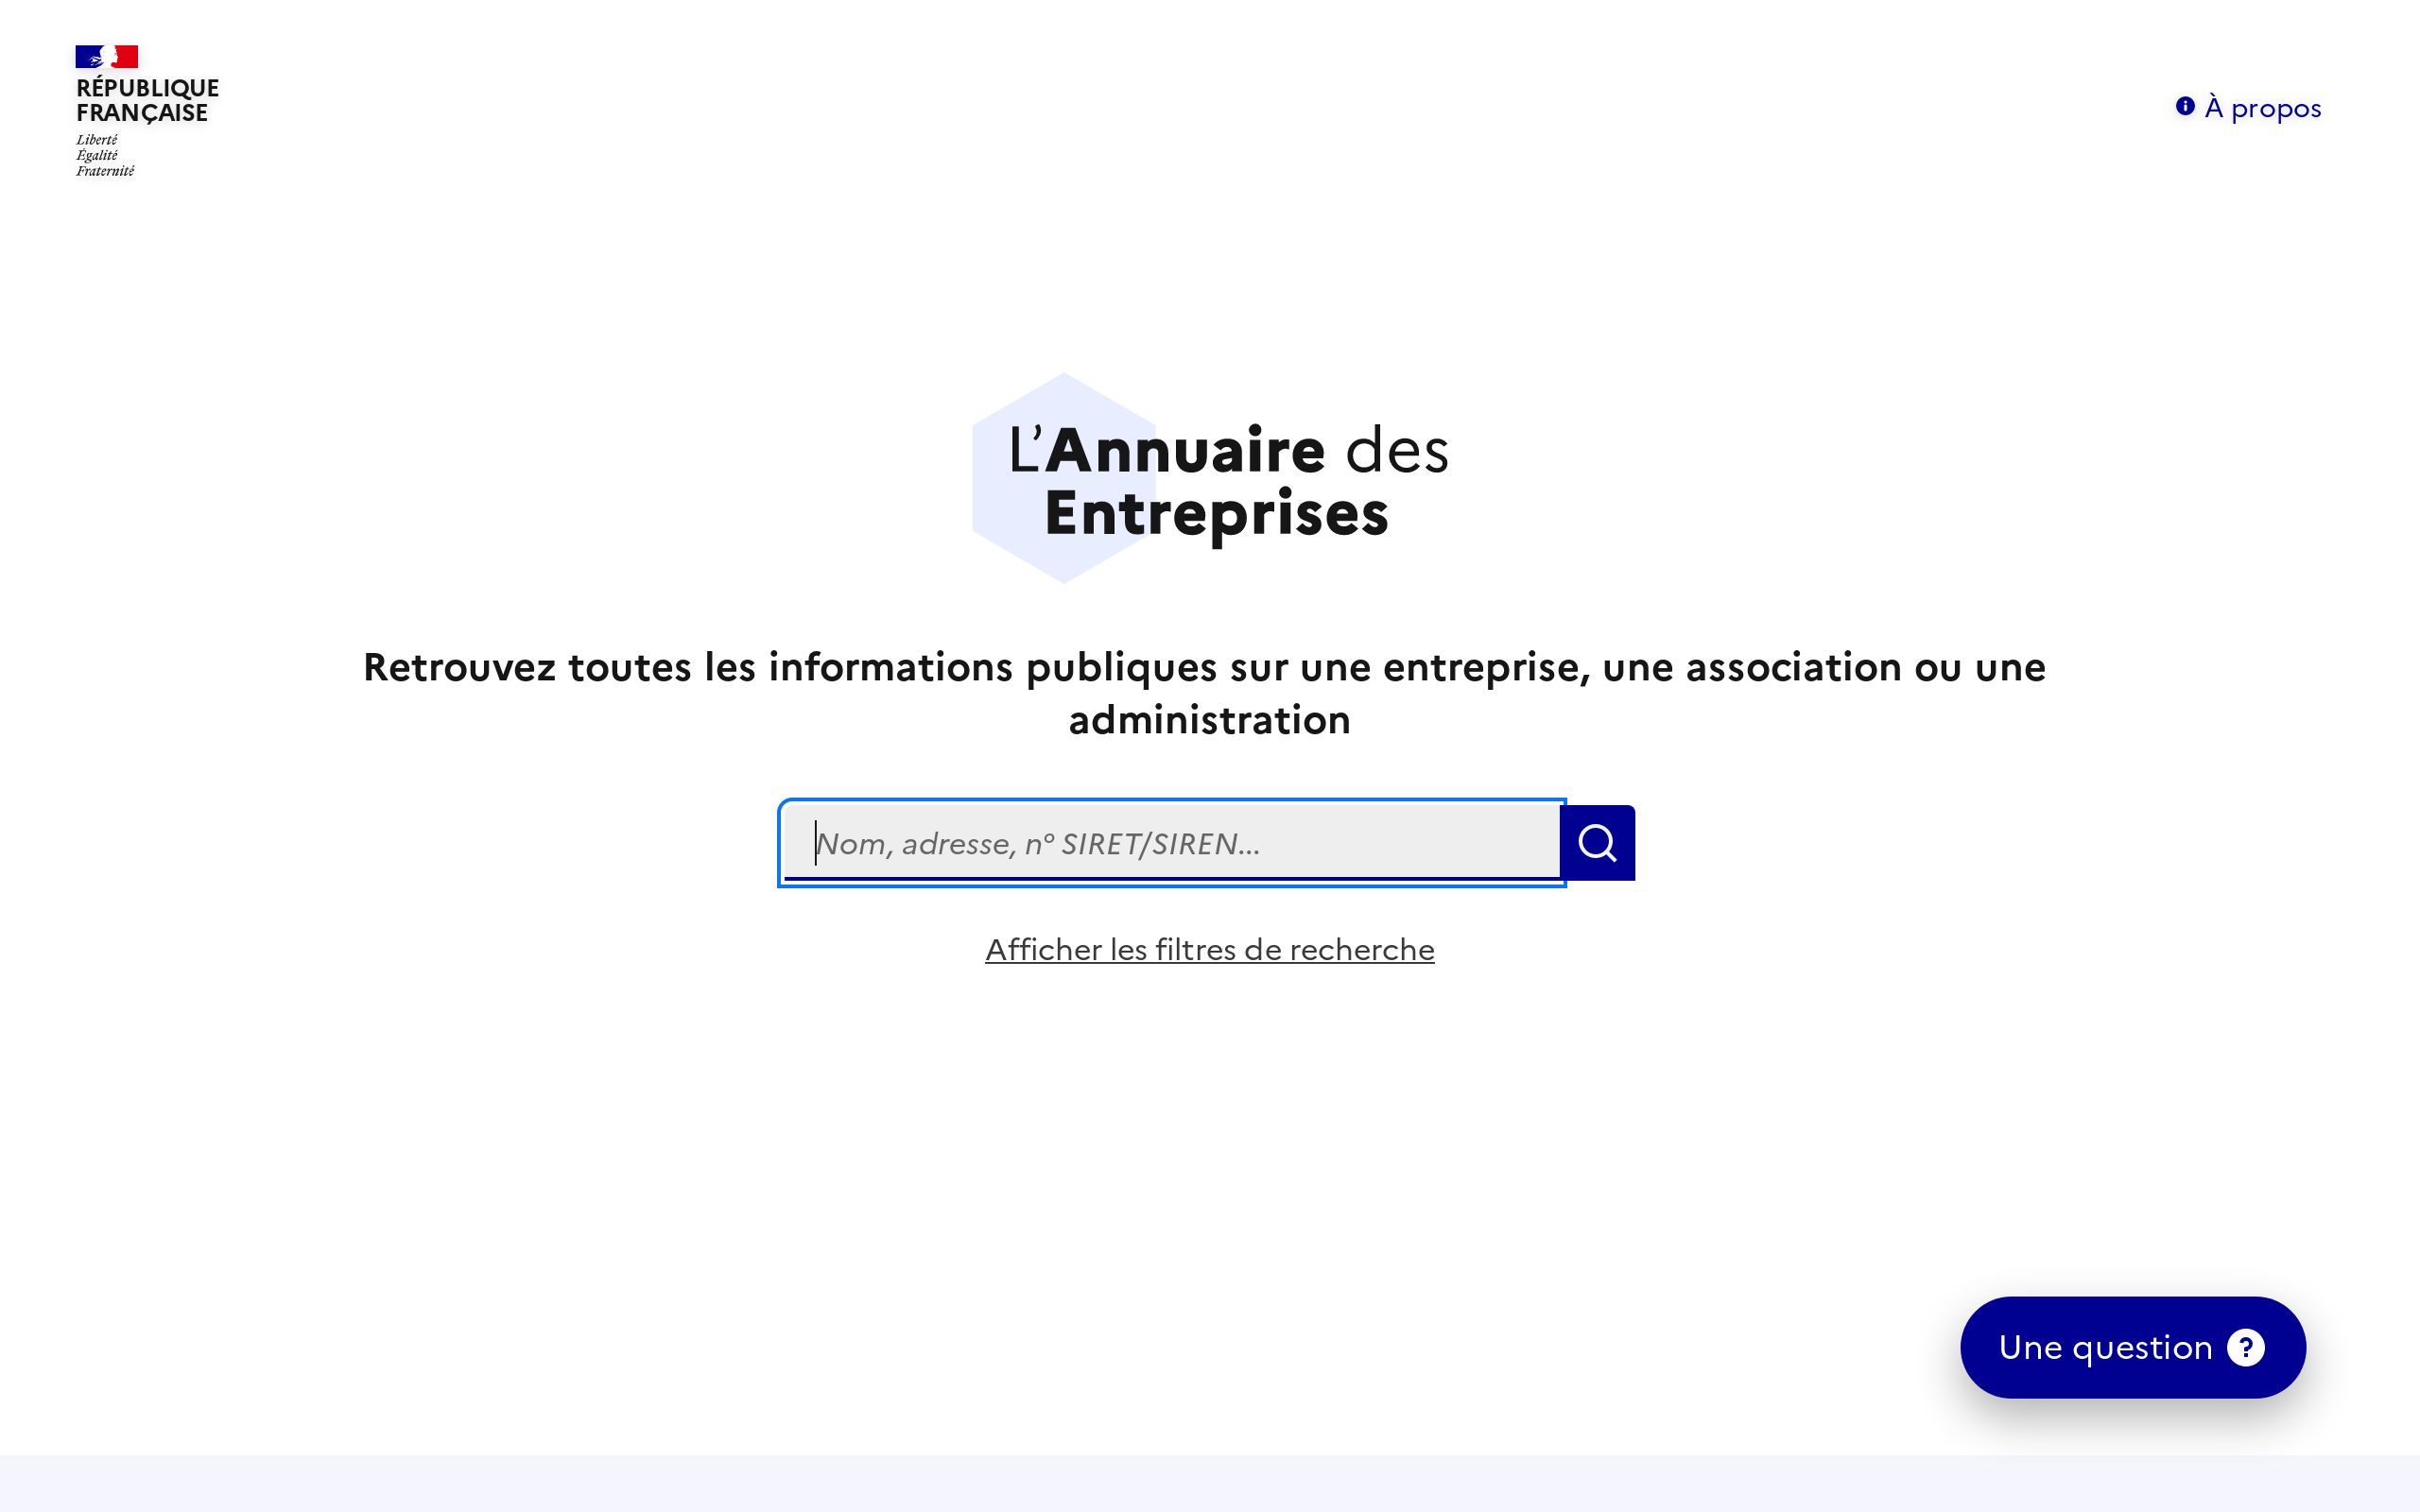 RÉPUBLIQUE
FRANÇAISE
Liberté
Égalité
Fraternité
À propos
L’Annuaire des
Entreprises
Retrouvez toutes les informations publiques sur une entreprise, une association ou une
administration
Nom, adresse, n° SIRET/SIREN...
Afficher les filtres de recherche
Une question ?